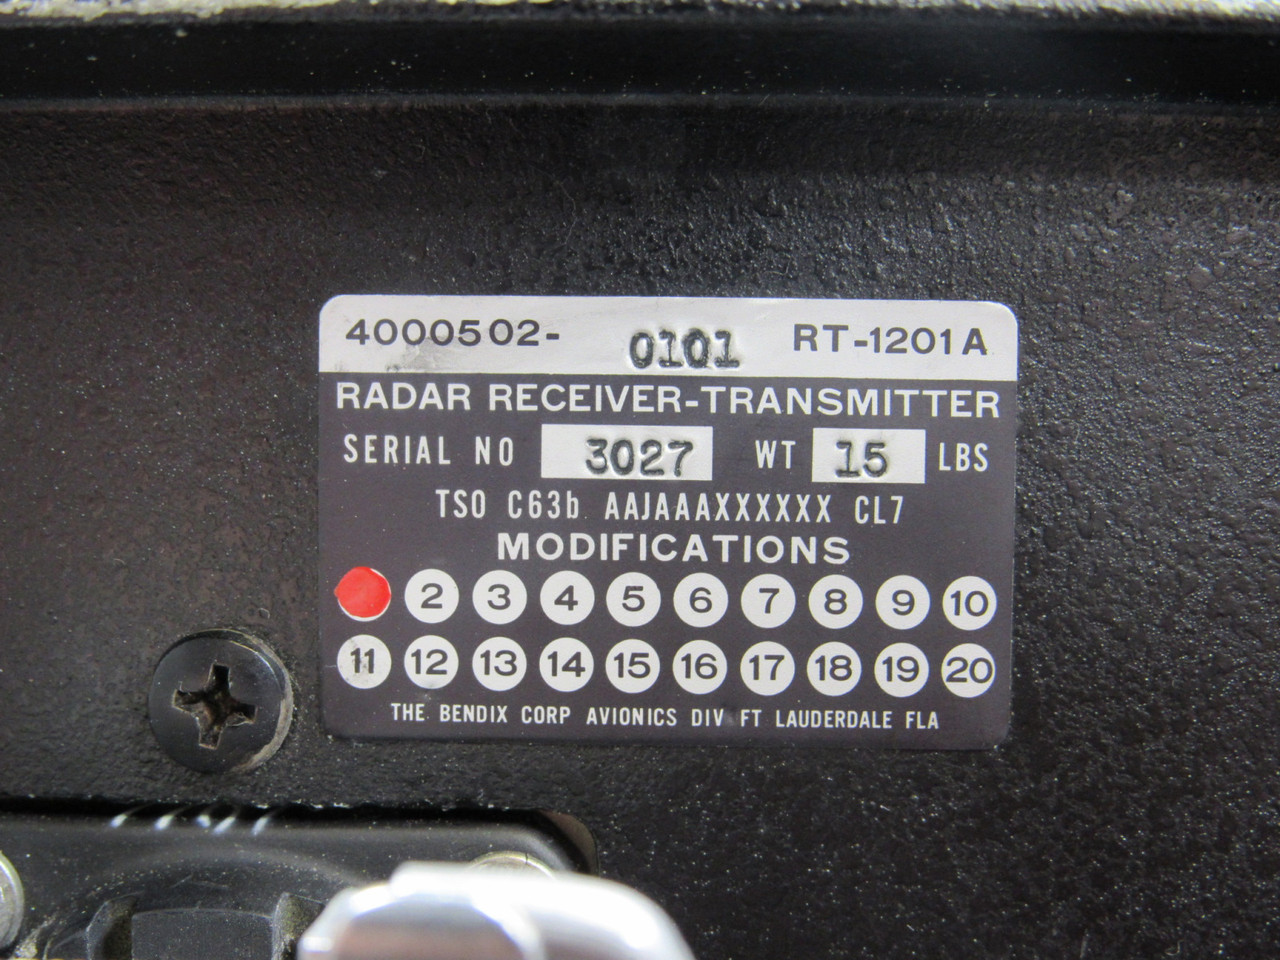 4000502- 0101 RT-1201A
RADAR RECEIVER-TRANSMITTER
SERIAL NO 3027 WT 15 LBS
TSO C63b AAJAAAXXXXXX CL7
MODIFICATIONS
2 3 4 5 6 7 8 9 10
11 12 13 14 15 16 17 18 19 20
THE BENDIX CORP AVIONICS DIV FT LAUDERDALE FLA